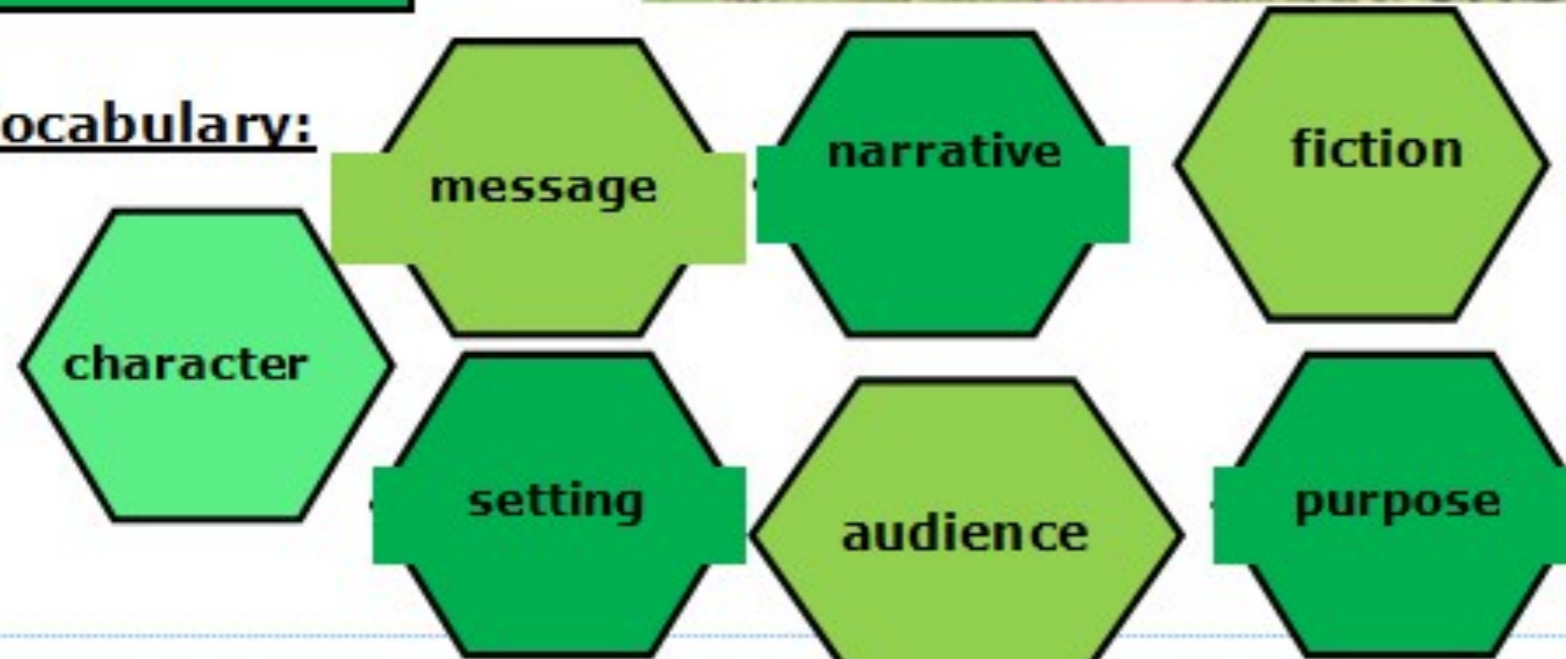 ocabulary:
message
narrative
fiction
character
setting
audience
purpose